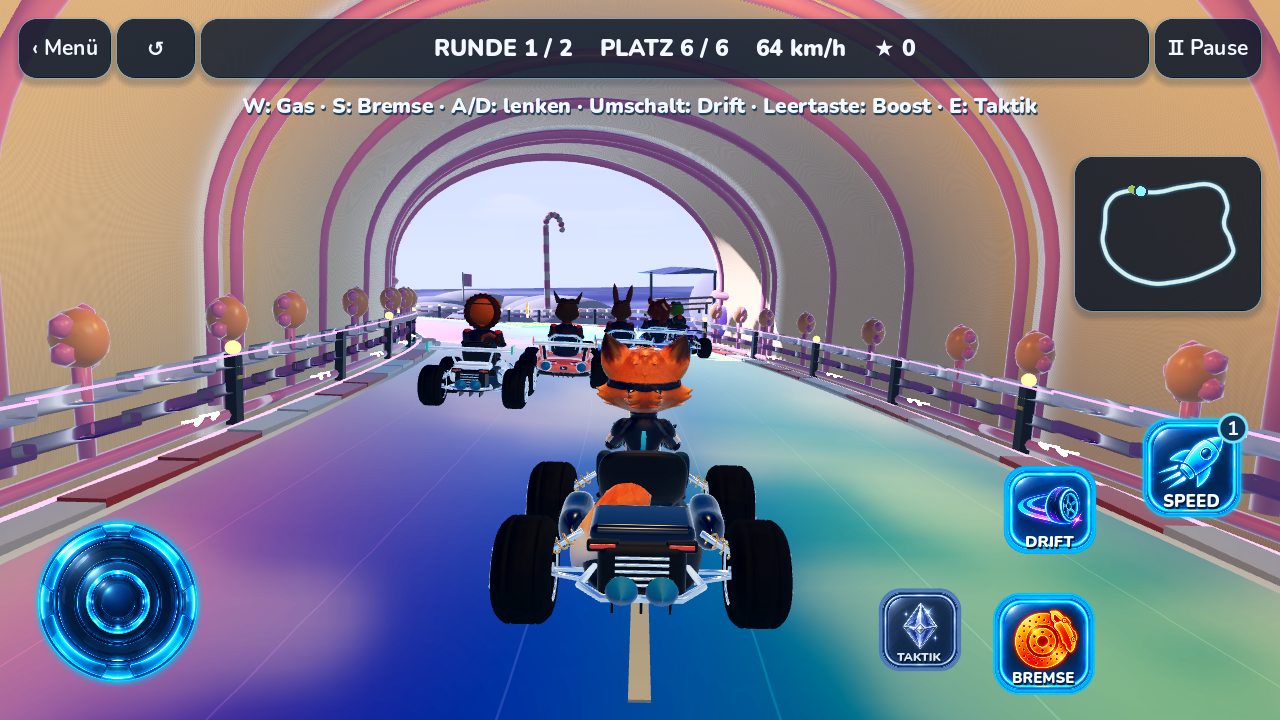 ‹ Menü
↺
RUNDE 1 / 2 PLATZ 6 / 6 64 km/h ★ 0
⏸ Pause
W: Gas · S: Bremse · A/D: lenken · Umschalt: Drift · Leertaste: Boost · E: Taktik
1
SPEED
DRIFT
TAKTIK
BREMSE